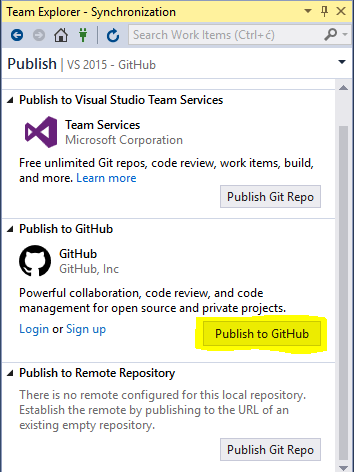 Team Explorer - Synchronization
Search Work Items (Ctrl+ć)
Publish | VS 2015 - GitHub
Publish to Visual Studio Team Services
Team Services
Microsoft Corporation
Free unlimited Git repos, code review, work items, build,
and more. Learn more
Publish Git Repo
Publish to GitHub
GitHub
GitHub, Inc
Powerful collaboration, code review, and code
management for open source and private projects.
Login or Sign up
Publish to GitHub
Publish to Remote Repository
There is no remote configured for this local repository.
Establish the remote by publishing to the URL of an
existing empty repository.
Publish Git Repo